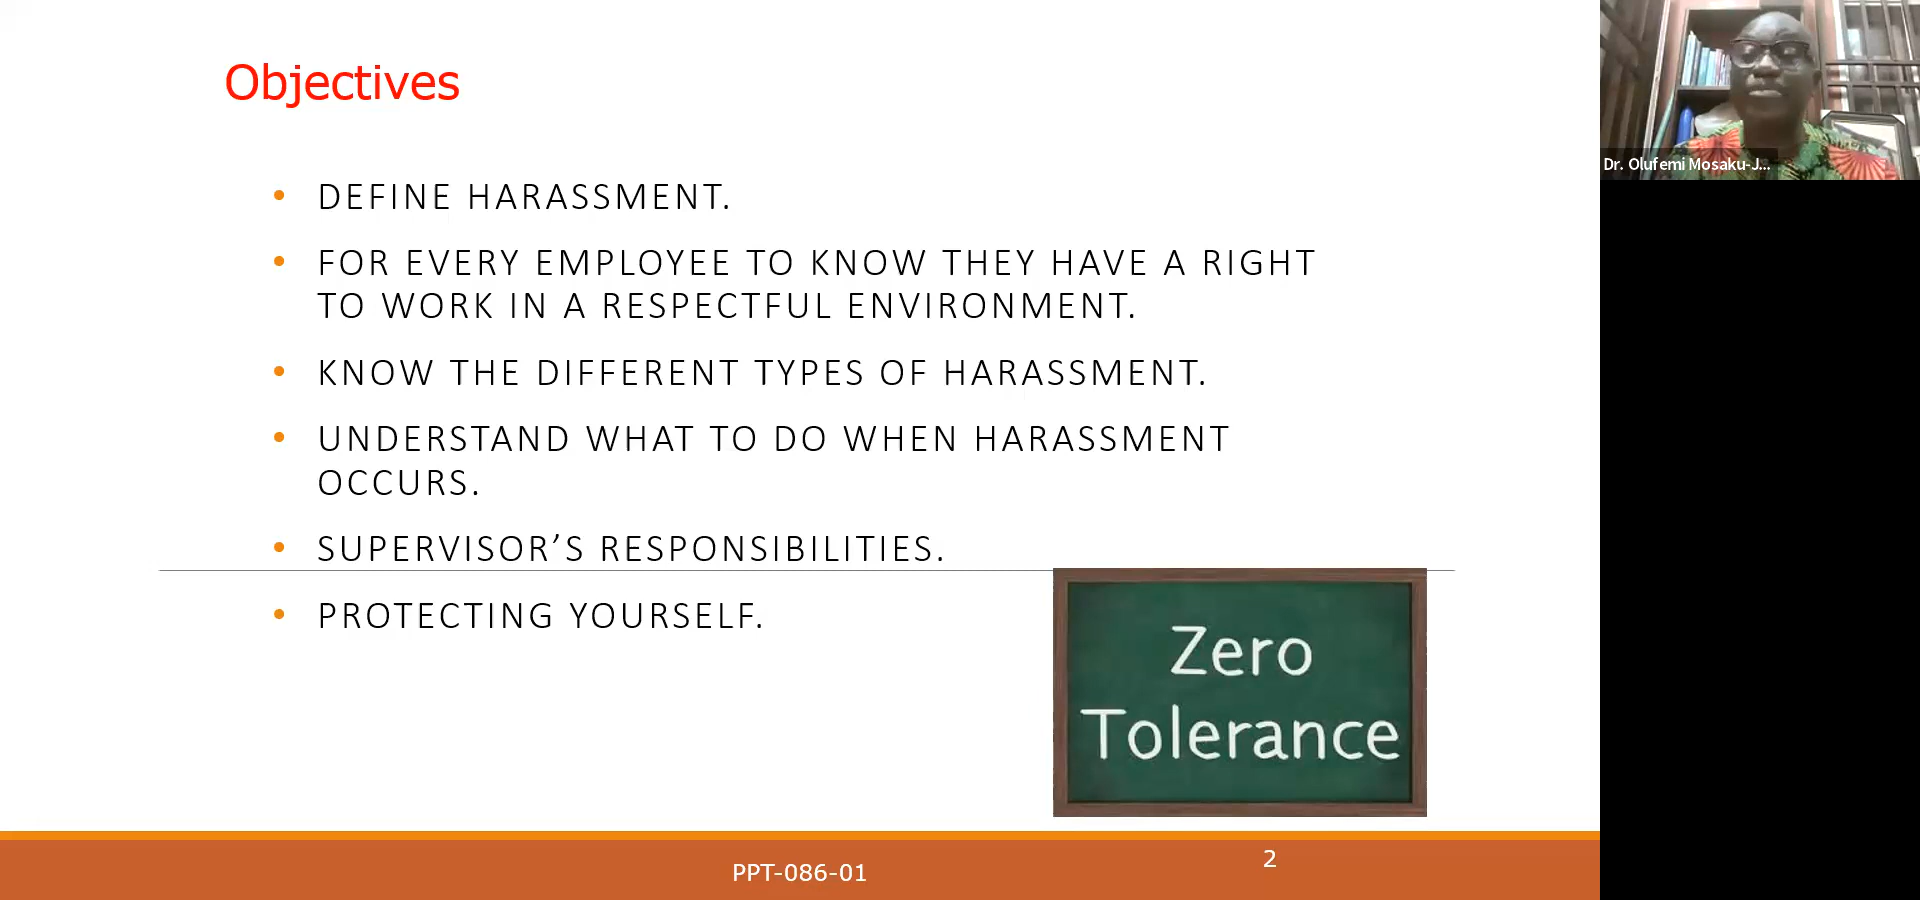 Objectives
• DEFINE HARASSMENT.
• FOR EVERY EMPLOYEE TO KNOW THEY HAVE A RIGHT
TO WORK IN A RESPECTFUL ENVIRONMENT.
• KNOW THE DIFFERENT TYPES OF HARASSMENT.
• UNDERSTAND WHAT TO DO WHEN HARASSMENT
OCCURS.
• SUPERVISOR’S RESPONSIBILITIES.
• PROTECTING YOURSELF.
Zero
Tolerance
PPT-086-01
2
Dr. Olufemi Mosaku-J...